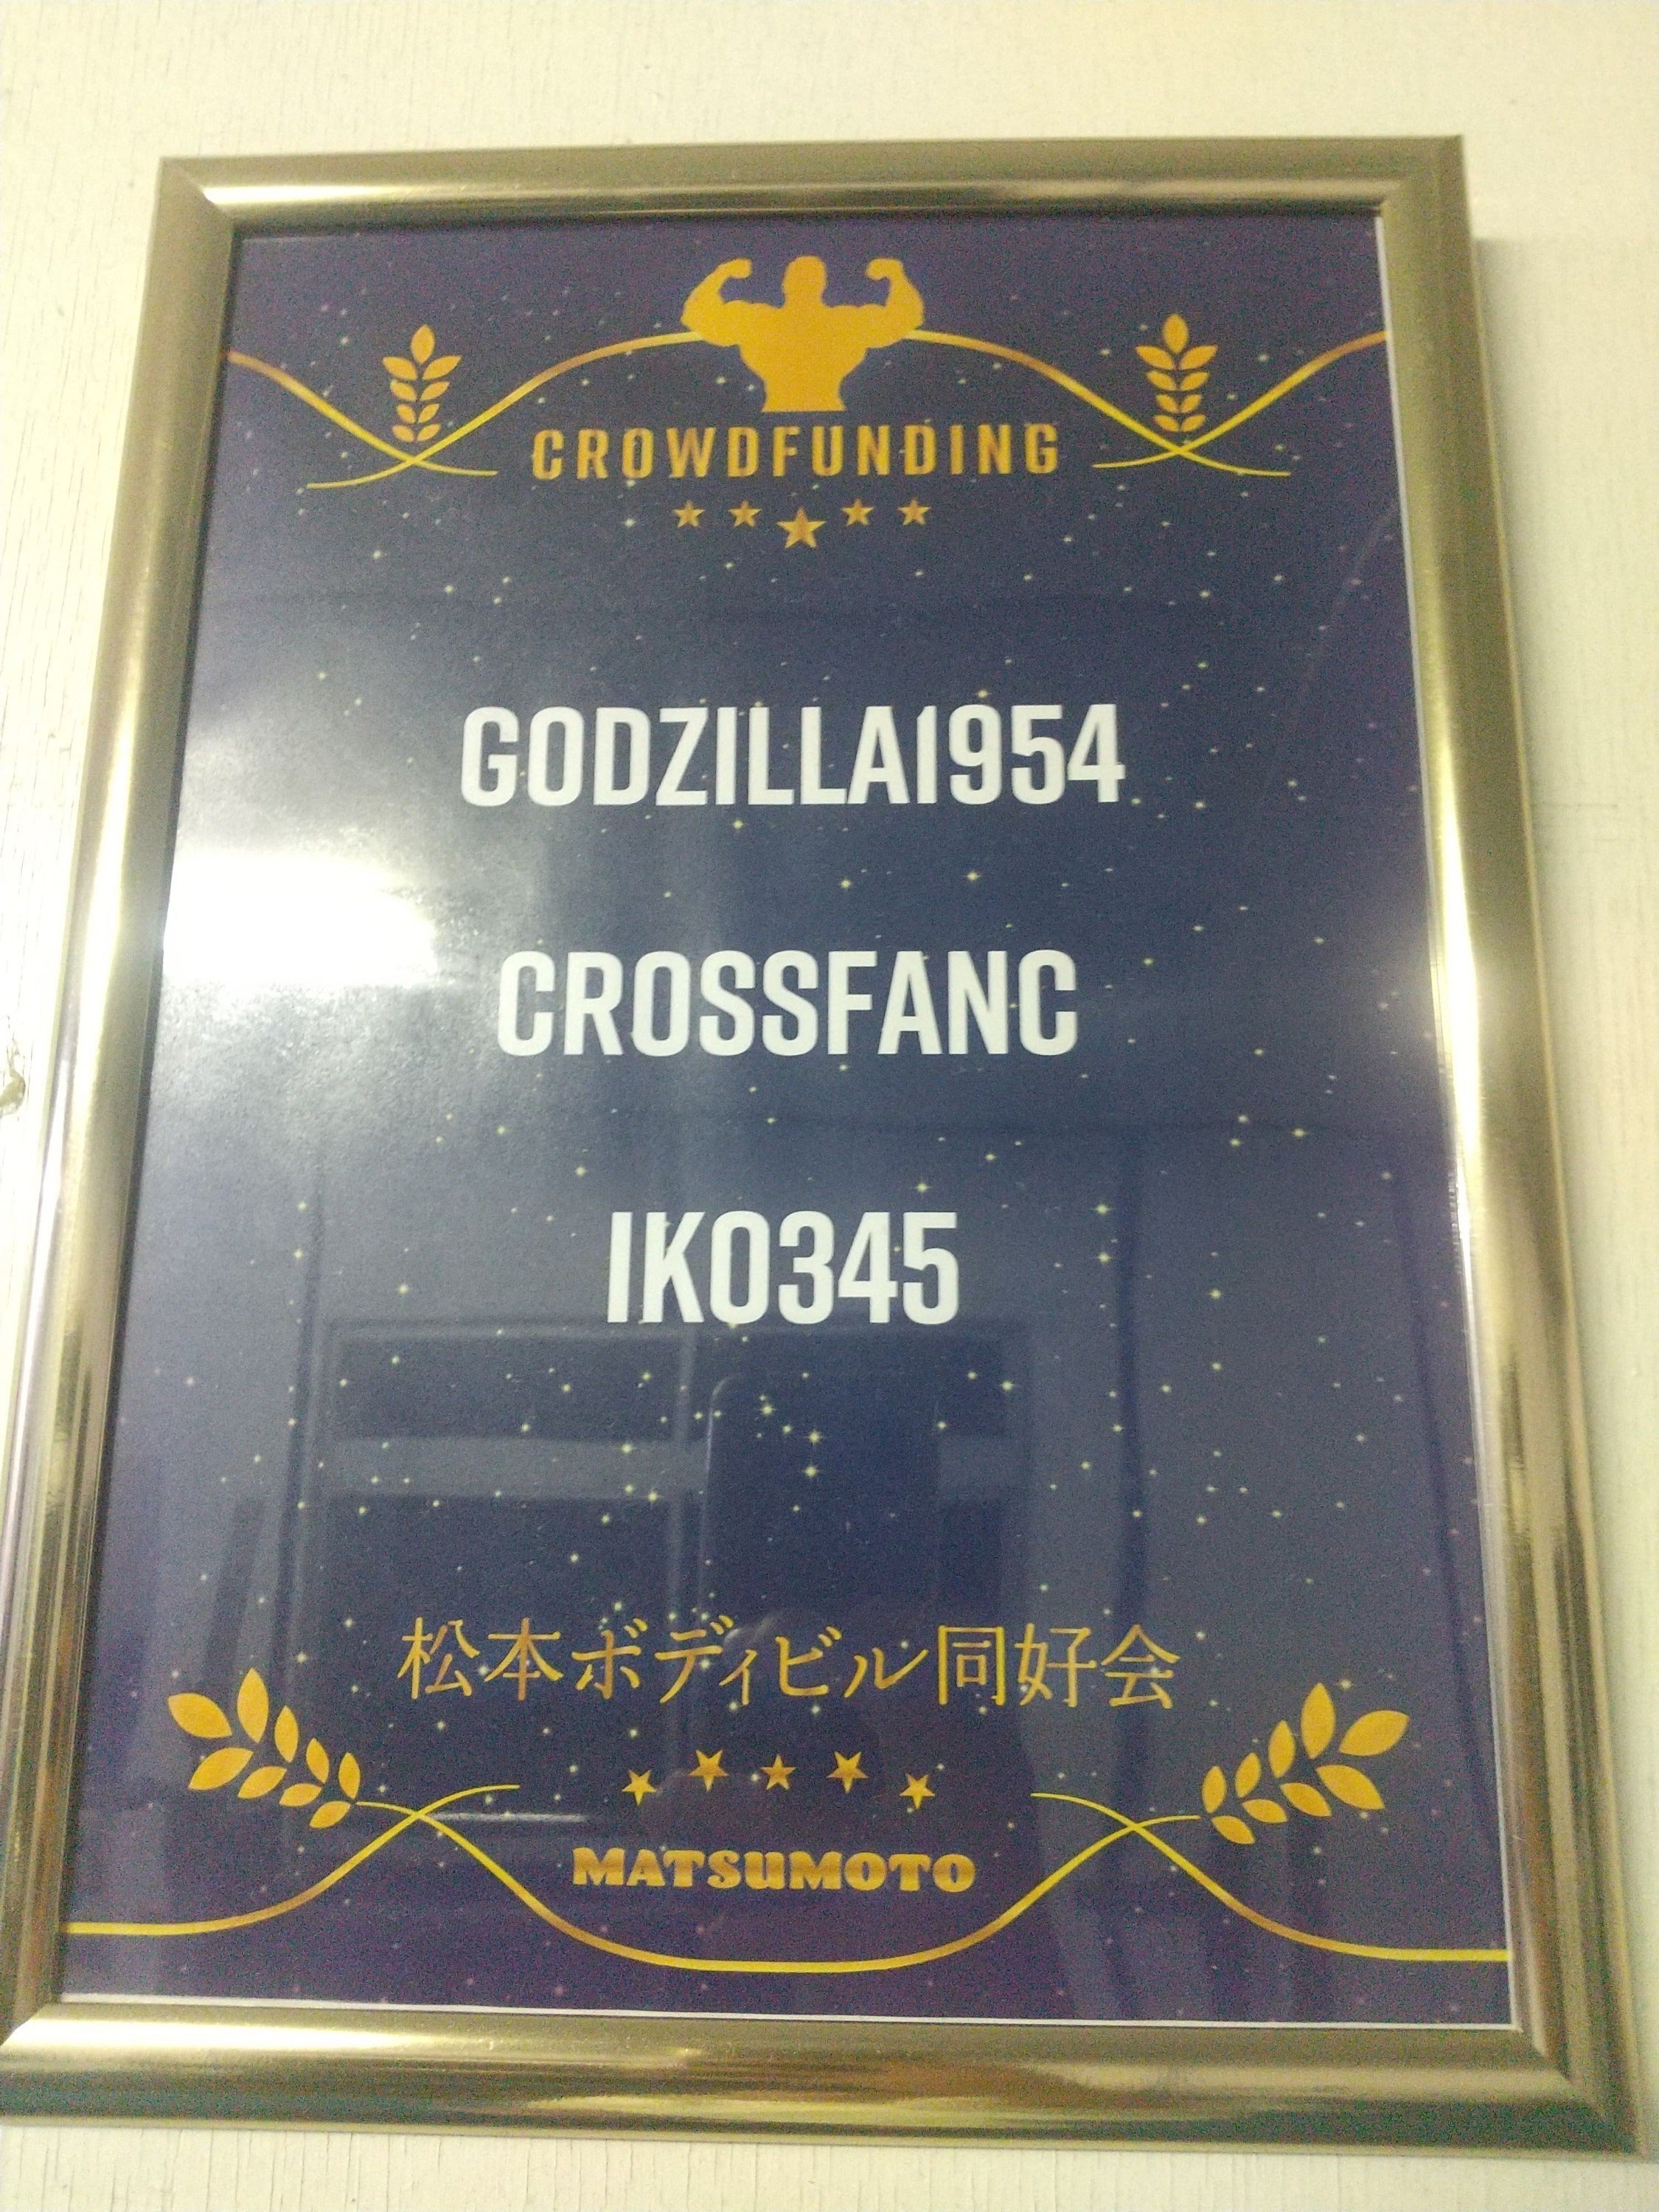 CROWDFUNDING
GODZILLA1954
CROSSFANC
IKO345
松本ボディビル同好会
MATSUMOTO